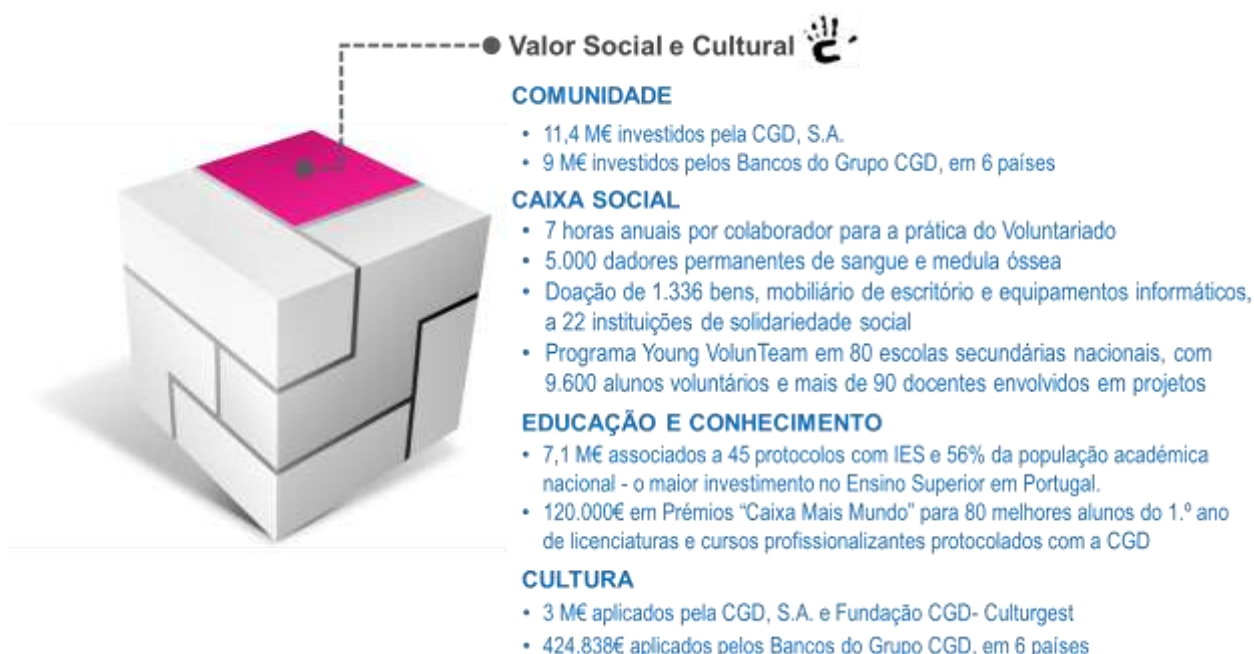 Valor Social e Cultural
COMUNIDADE
• 11,4 M€ investidos pela CGD, S.A.
• 9 M€ investidos pelos Bancos do Grupo CGD, em 6 países
CAIXA SOCIAL
• 7 horas anuais por colaborador para a prática do Voluntariado
• 5.000 dadores permanentes de sangue e medula óssea
• Doação de 1.336 bens, mobiliário de escritório e equipamentos informáticos,
a 22 instituições de solidariedade social
• Programa Young VolunTeam em 80 escolas secundárias nacionais, com
9.600 alunos voluntários e mais de 90 docentes envolvidos em projetos
EDUCAÇÃO E CONHECIMENTO
• 7,1 M€ associados a 45 protocolos com IES e 56% da população académica
nacional - o maior investimento no Ensino Superior em Portugal.
• 120.000€ em Prémios “Caixa Mais Mundo” para 80 melhores alunos do 1.º ano
de licenciaturas e cursos profissionalizantes protocolados com a CGD
CULTURA
• 3 M€ aplicados pela CGD, S.A. e Fundação CGD- Culturgest
• 424.838€ aplicados pelos Bancos do Grupo CGD, em 6 países